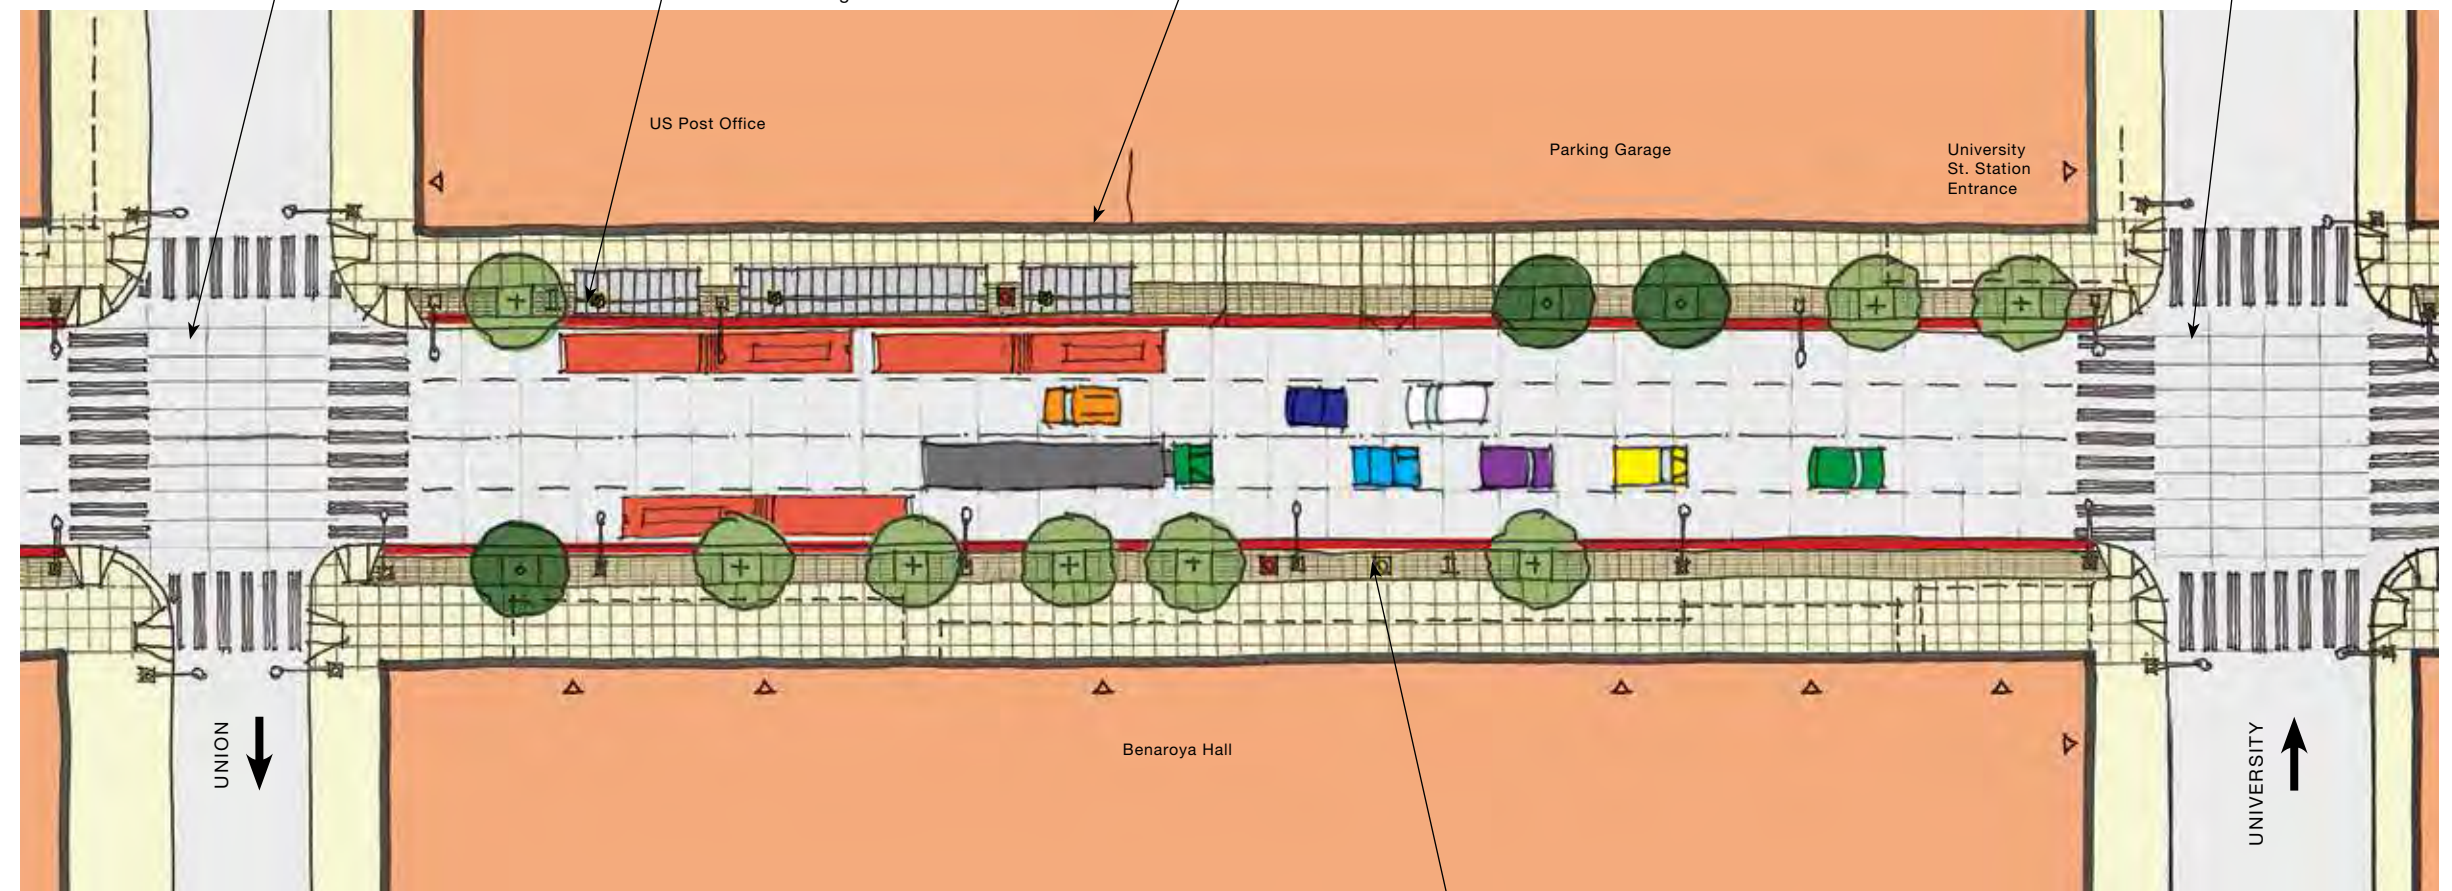 US Post Office
Parking Garage
University
St. Station
Entrance
Benaroya Hall
UNION
UNIVERSITY